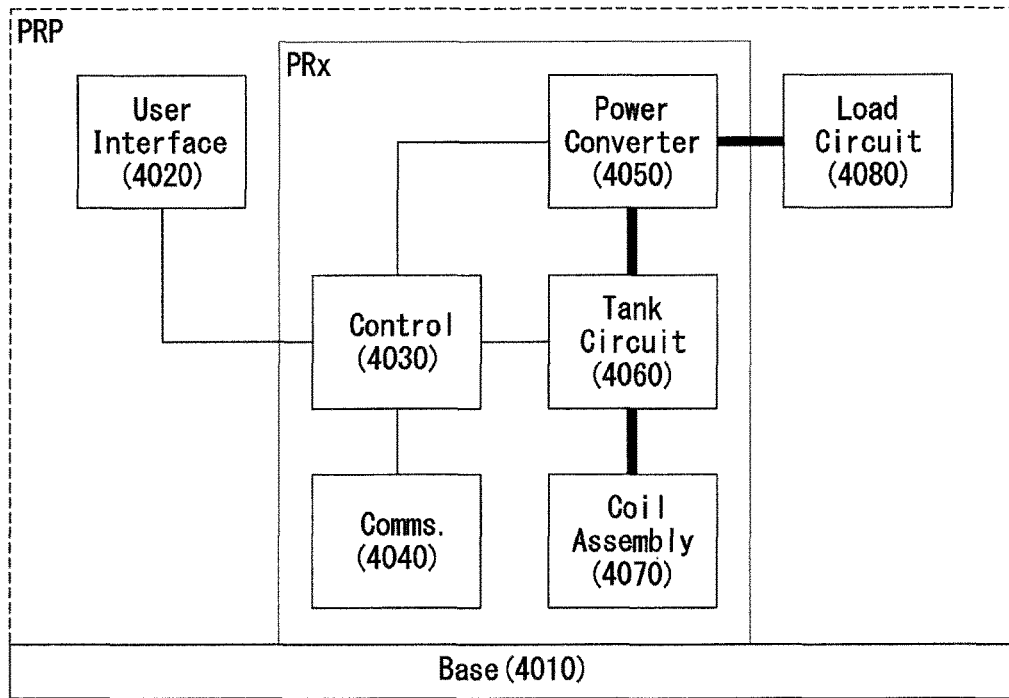 PRP
PRx
User
Interface
(4020)
Power
Converter
(4050)
Load
Circuit
(4080)
Control
(4030)
Tank
Circuit
(4060)
Comms.
(4040)
Coil
Assembly
(4070)
Base(4010)